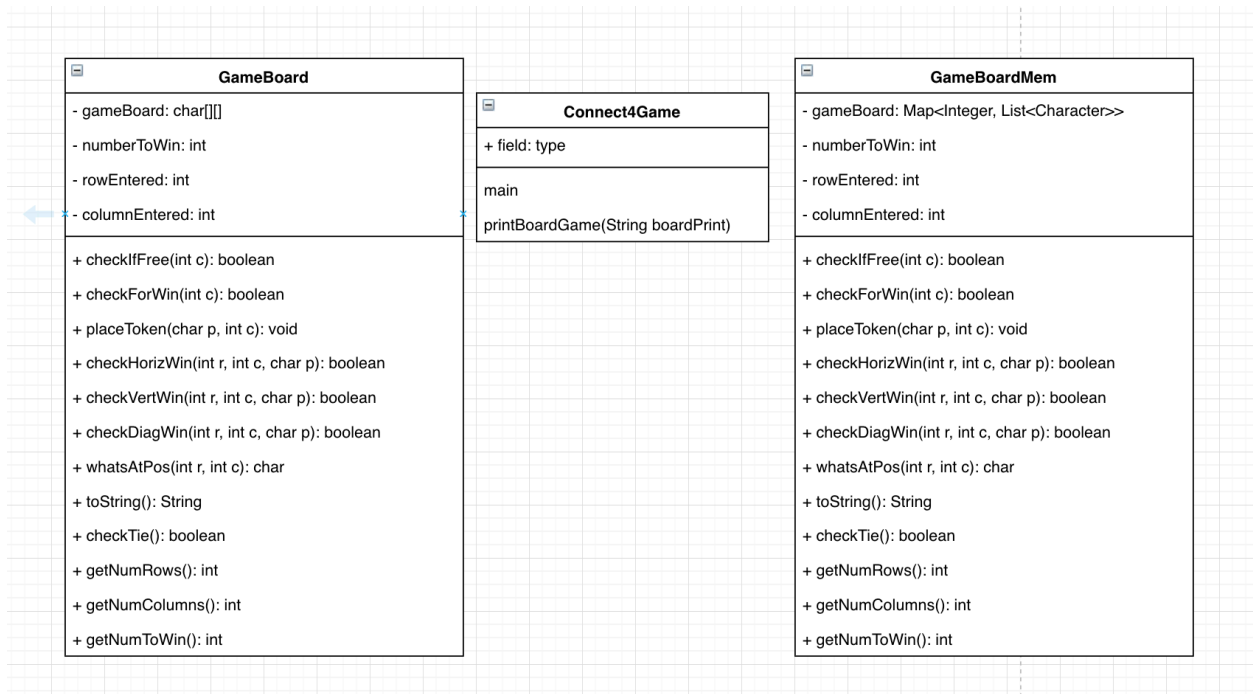 GameBoard
- gameBoard: char[][]
- numberToWin: int
- rowEntered: int
- columnEntered: int
+ checkIfFree(int c): boolean
+ checkForWin(int c): boolean
+ placeToken(char p, int c): void
+ checkHorizWin(int r, int c, char p): boolean
+ checkVertWin(int r, int c, char p): boolean
+ checkDiagWin(int r, int c, char p): boolean
+ whatsAtPos(int r, int c): char
+ toString(): String
+ checkTie(): boolean
+ getNumRows(): int
+ getNumColumns(): int
+ getNumToWin(): int
Connect4Game
+ field: type
main
printBoardGame(String boardPrint)
GameBoardMem
- gameBoard: Map<Integer, List<Character>>
- numberToWin: int
- rowEntered: int
- columnEntered: int
+ checkIfFree(int c): boolean
+ checkForWin(int c): boolean
+ placeToken(char p, int c): void
+ checkHorizWin(int r, int c, char p): boolean
+ checkVertWin(int r, int c, char p): boolean
+ checkDiagWin(int r, int c, char p): boolean
+ whatsAtPos(int r, int c): char
+ toString(): String
+ checkTie(): boolean
+ getNumRows(): int
+ getNumColumns(): int
+ getNumToWin(): int